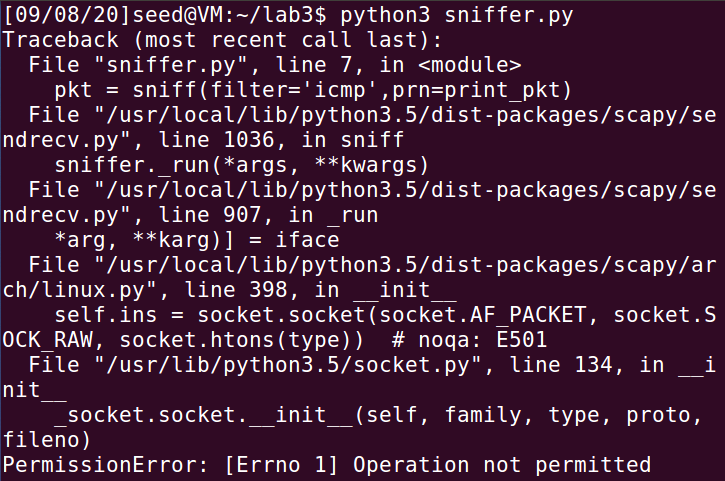 [09/08/20]seed@VM:~/lab3$ python3 sniffer.py
Traceback (most recent call last):
  File "sniffer.py", line 7, in <module>
    pkt = sniff(filter='icmp',prn=print_pkt)
  File "/usr/local/lib/python3.5/dist-packages/scapy/se
ndrecv.py", line 1036, in sniff
    sniffer._run(*args, **kwargs)
  File "/usr/local/lib/python3.5/dist-packages/scapy/se
ndrecv.py", line 907, in _run
    *arg, **karg)] = iface
  File "/usr/local/lib/python3.5/dist-packages/scapy/ar
ch/linux.py", line 398, in __init__
    self.ins = socket.socket(socket.AF_PACKET, socket.S
OCK_RAW, socket.htons(type))  # noqa: E501
  File "/usr/lib/python3.5/socket.py", line 134, in __i
nit__
    _socket.socket.__init__(self, family, type, proto, 
fileno)
PermissionError: [Errno 1] Operation not permitted